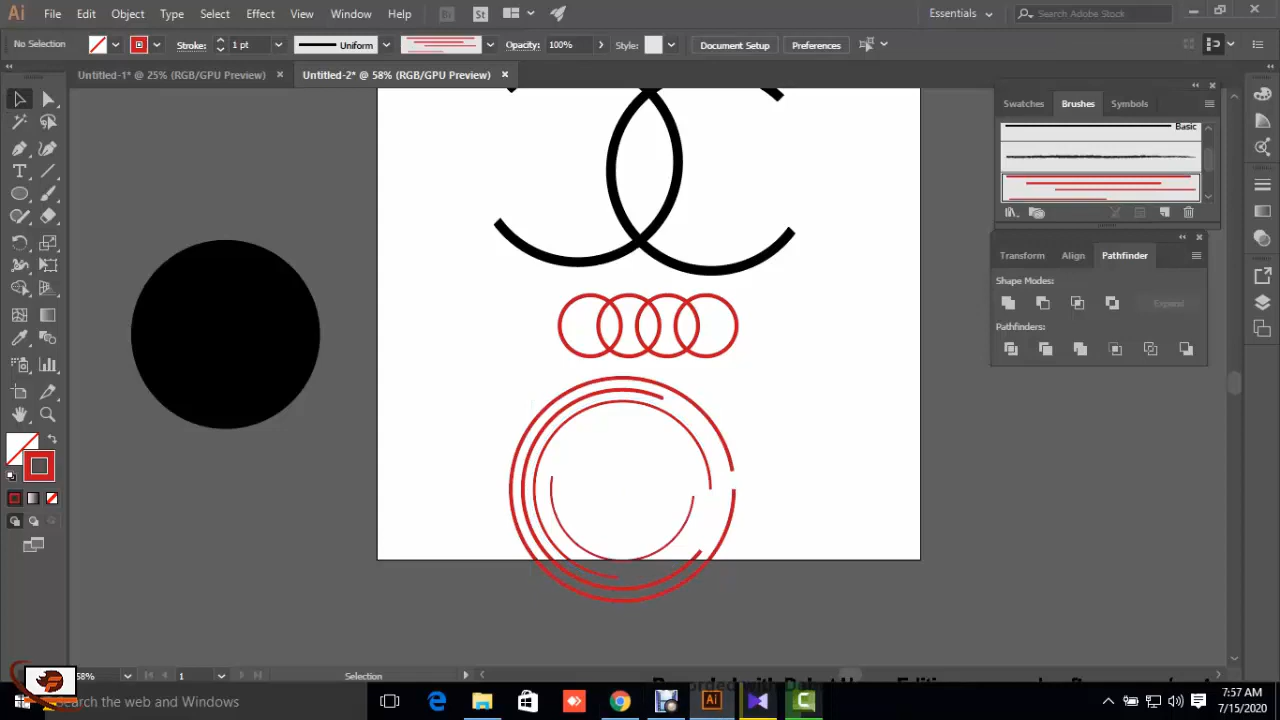 Ai File Edit Object Type Select Effect View Window Help Br St Essentials Search Adobe Stock
No Selection Stroke: 1 pt Uniform Opacity: 100% Style: Document Setup Preferences
Untitled-1* @ 25% (RGB/GPU Preview) × Untitled-2* @ 58% (RGB/GPU Preview) ×
Swatches Brushes Symbols
Basic
Transform Align Pathfinder
Shape Modes:
Expand
Pathfinders:
58% 1 Selection
Search the web and Windows
Ai
7:57 AM
7/15/2020